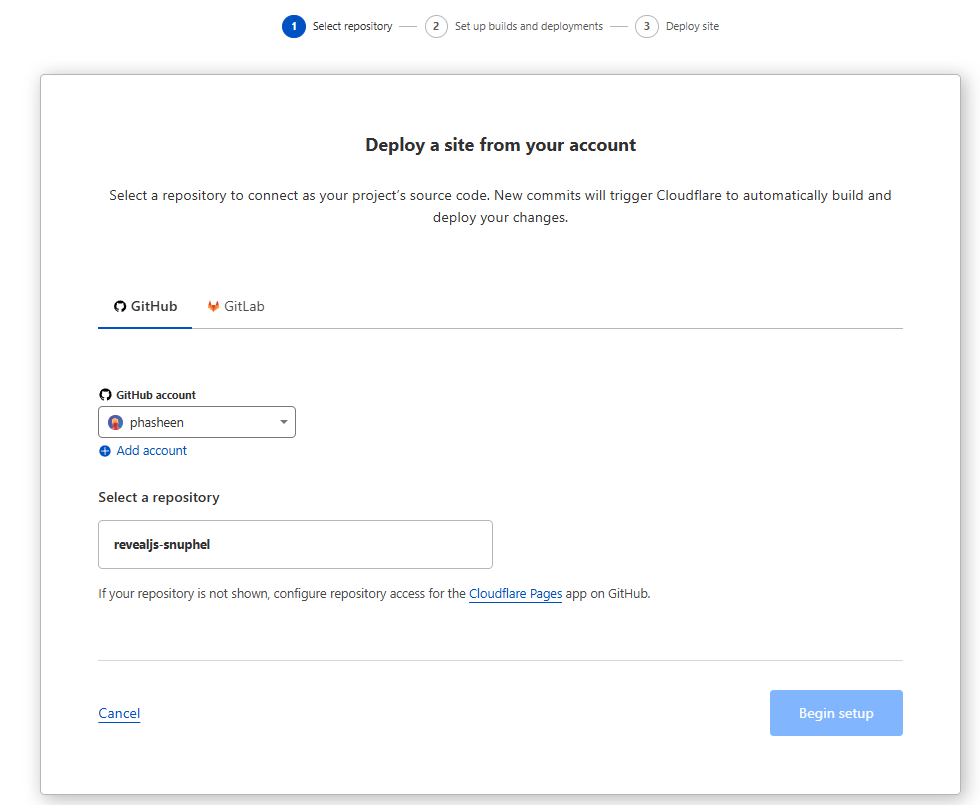 1 Select repository 2 Set up builds and deployments 3 Deploy site
Deploy a site from your account
Select a repository to connect as your project's source code. New commits will trigger Cloudflare to automatically build and
deploy your changes.
GitHub GitLab
GitHub account
phasheen
Add account
Select a repository
revealjs-snuphel
If your repository is not shown, configure repository access for the Cloudflare Pages app on GitHub.
Cancel Begin setup